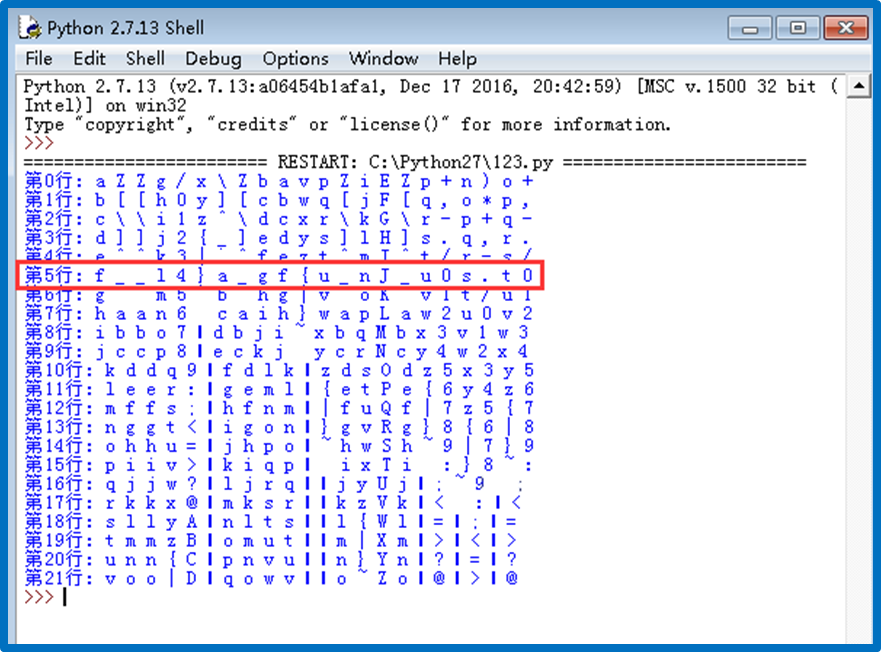 Python 2.7.13 Shell
File Edit Shell Debug Options Window Help
Python 2.7.13 (v2.7.13:a06454b1afa1, Dec 17 2016, 20:42:59) [MSC v.1500 32 bit (
Intel)] on win32
Type "copyright", "credits" or "license()" for more information.
>>>
======================== RESTART: C:\Python27\123.py ========================
第0行: a Z Z g / x \ Z b a v p Z i E Z p + n ) o +
第1行: b [ [ h 0 y ] [ c b w q [ j F [ q , o * p ,
第2行: c \ \ i 1 z ^ \ d c x r \ k G \ r - p + q -
第3行: d ] ] j 2 { _ ] e d y s ] l H ] s . q , r .
第4行: e ^ ^ k 3 | ` ^ f e z t ^ m I ^ t / r - s /
第5行: f _ _ l 4 } a _ g f { u _ n J _ u 0 s . t 0
第6行: g ` ` m 5 b ` h g | v ` o K ` v 1 t / u 1
第7行: h a a n 6 c a i h } w a p L a w 2 u 0 v 2
第8行: i b b o 7 | d b j i ~ x b q M b x 3 v 1 w 3
第9行: j c c p 8 | e c k j y c r N c y 4 w 2 x 4
第10行: k d d q 9 | f d l k | z d s O d z 5 x 3 y 5
第11行: l e e r : | g e m l | { e t P e { 6 y 4 z 6
第12行: m f f s ; | h f n m | | f u Q f | 7 z 5 { 7
第13行: n g g t < | i g o n | } g v R g } 8 { 6 | 8
第14行: o h h u = | j h p o | ~ h w S h ~ 9 | 7 } 9
第15行: p i i v > | k i q p | i x T i : } 8 ~ :
第16行: q j j w ? | l j r q | | j y U j | ; ~ 9 ;
第17行: r k k x @ | m k s r | | k z V k | < : | <
第18行: s l l y A | n l t s | | l { W l | = | ; | =
第19行: t m m z B | o m u t | | m | X m | > | < | >
第20行: u n n { C | p n v u | | n } Y n | ? | = | ?
第21行: v o o | D | q o w v | | o ~ Z o | @ | > | @
>>>